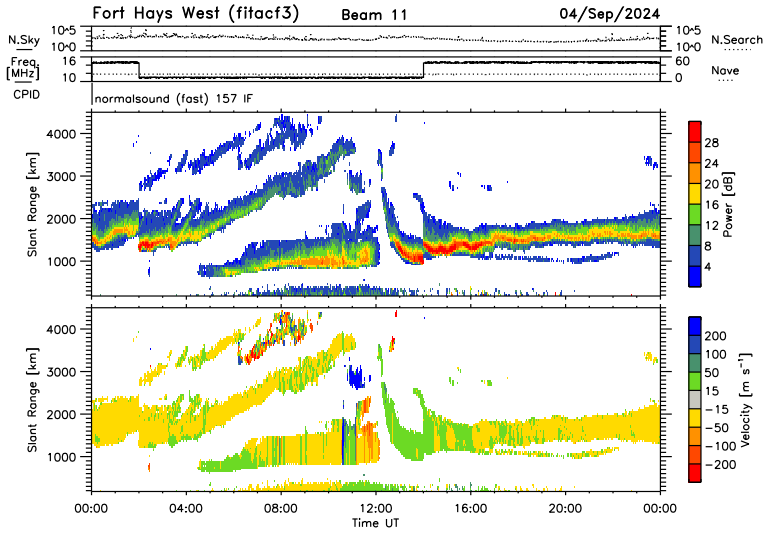 Fort Hays West (fitacf3) Beam 11 04/Sep/2024
N.Sky 10^5 10^0 10^5 10^0 N.Search
Freq. [MHz] 16 10 60 0 Nave
CPID normalsound (fast) 157 IF
Slant Range [km] 4000 3000 2000 1000
28 24 20 16 12 8 4 Power [dB]
Slant Range [km] 4000 3000 2000 1000
200 100 50 15 -15 -50 -100 -200 Velocity [m s⁻¹]
00:00 04:00 08:00 12:00 16:00 20:00 00:00
Time UT